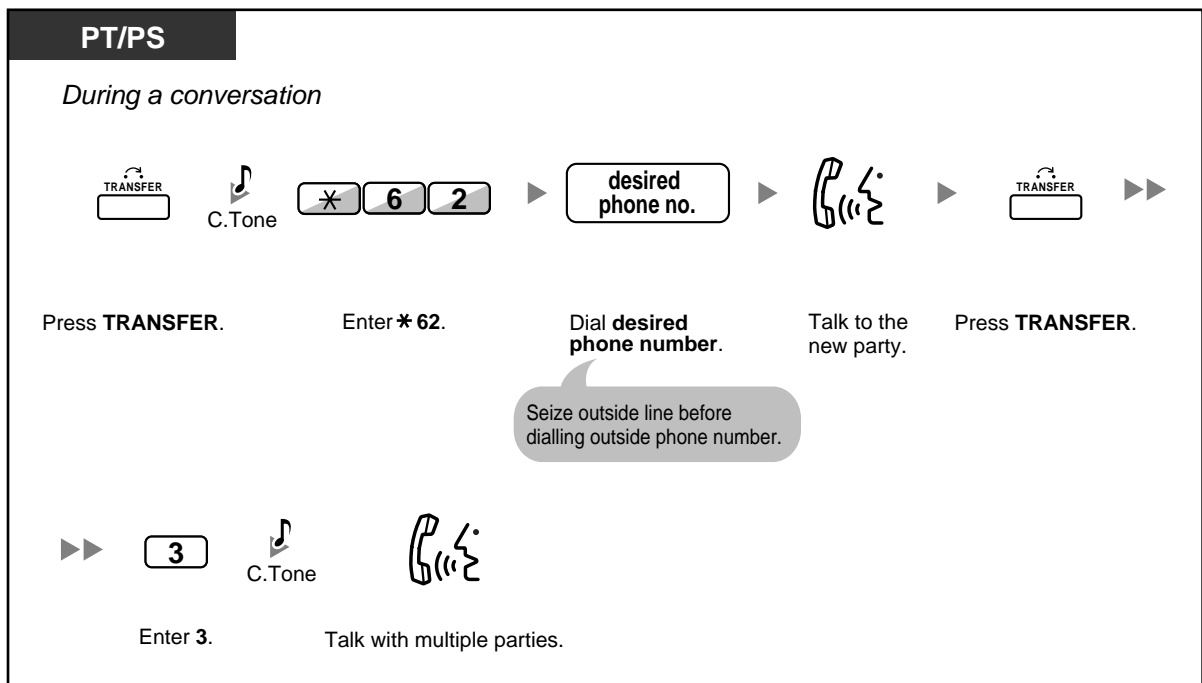 PT/PS
During a conversation
TRANSFER
C.Tone
* 6 2
desired
phone no.
TRANSFER
Press TRANSFER.
Enter * 62.
Dial desired
phone number.
Talk to the
new party.
Press TRANSFER.
Seize outside line before
dialling outside phone number.
3
C.Tone
Enter 3.
Talk with multiple parties.